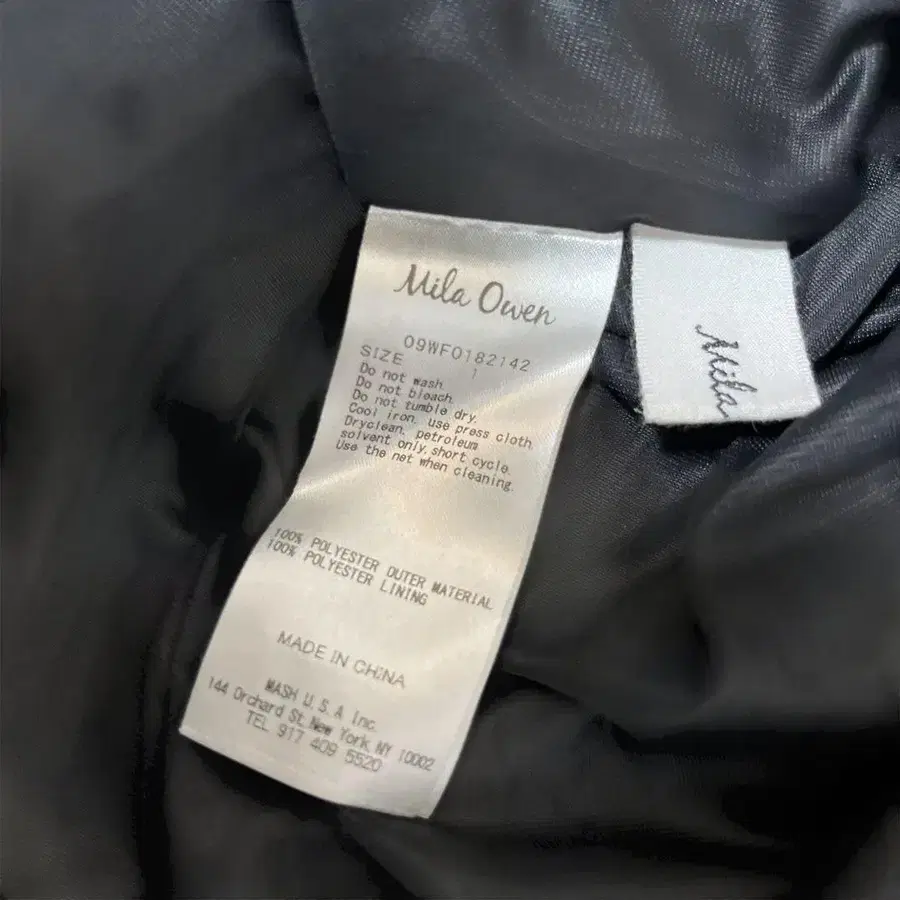 Mila Owen
09WF0182142
SIZE 1
Do not wash.
Do not bleach.
Do not tumble dry.
Cool iron, use press cloth.
Dryclean, petroleum
solvent only, short cycle.
Use the net when cleaning.
100% POLYESTER OUTER MATERIAL
100% POLYESTER LINING
MADE IN CHINA
MASH U.S.A Inc.
144 Orchard St. New York, NY 10002
TEL 917 409 5520
Mila